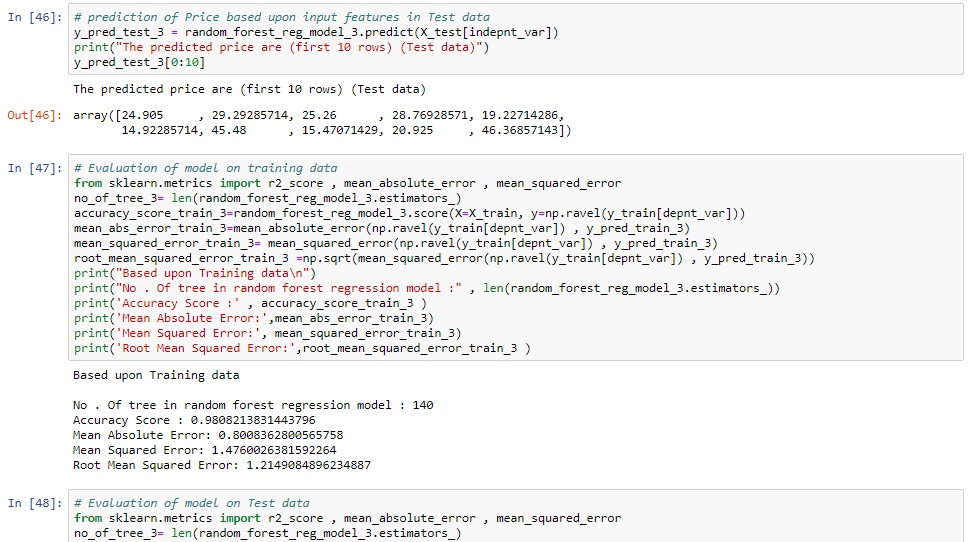 In [46]: # prediction of Price based upon input features in Test data
y_pred_test_3 = random_forest_reg_model_3.predict(X_test[indepnt_var])
print("The predicted price are (first 10 rows) (Test data)")
y_pred_test_3[0:10]
The predicted price are (first 10 rows) (Test data)
Out[46]: array([24.905     , 29.29285714, 25.26      , 28.76928571, 19.22714286,
14.92285714, 45.48      , 15.47071429, 20.925     , 46.36857143])
In [47]: # Evaluation of model on training data
from sklearn.metrics import r2_score , mean_absolute_error , mean_squared_error
no_of_tree_3= len(random_forest_reg_model_3.estimators_)
accuracy_score_train_3=random_forest_reg_model_3.score(X=X_train, y=np.ravel(y_train[depnt_var]))
mean_abs_error_train_3=mean_absolute_error(np.ravel(y_train[depnt_var]) , y_pred_train_3)
mean_squared_error_train_3= mean_squared_error(np.ravel(y_train[depnt_var]) , y_pred_train_3)
root_mean_squared_error_train_3 =np.sqrt(mean_squared_error(np.ravel(y_train[depnt_var]) , y_pred_train_3))
print("Based upon Training data\n")
print("No . Of tree in random forest regression model :" , len(random_forest_reg_model_3.estimators_))
print('Accuracy Score :' , accuracy_score_train_3 )
print('Mean Absolute Error:',mean_abs_error_train_3)
print('Mean Squared Error:', mean_squared_error_train_3)
print('Root Mean Squared Error:',root_mean_squared_error_train_3 )
Based upon Training data
No . Of tree in random forest regression model : 140
Accuracy Score : 0.9808213831443796
Mean Absolute Error: 0.8008362800565758
Mean Squared Error: 1.4760026381592264
Root Mean Squared Error: 1.2149084896234887
In [48]: # Evaluation of model on Test data
from sklearn.metrics import r2_score , mean_absolute_error , mean_squared_error
no_of_tree_3= len(random_forest_reg_model_3.estimators_)